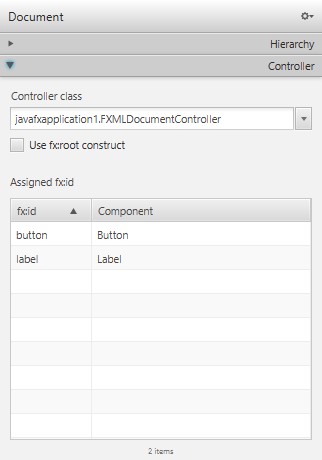 Document
Hierarchy
Controller
Controller class
javafxapplication1.FXMLDocumentController
Use fx:root construct
Assigned fx:id
fx:id Component
button Button
label Label
2 items